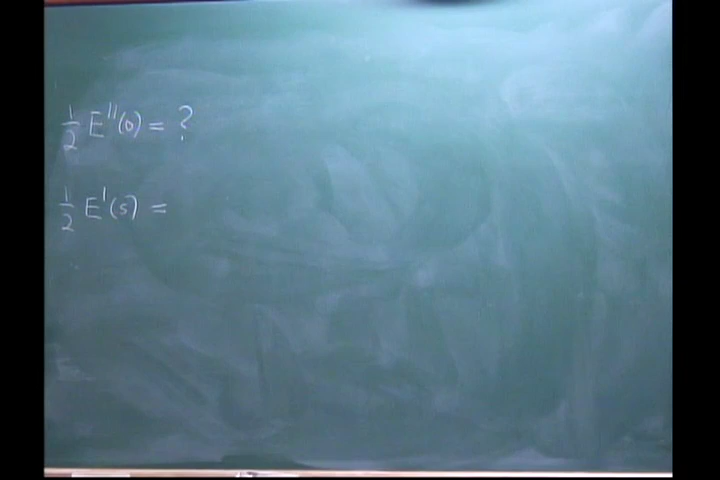 1/2 E''(0) = ?
1/2 E'(s) =